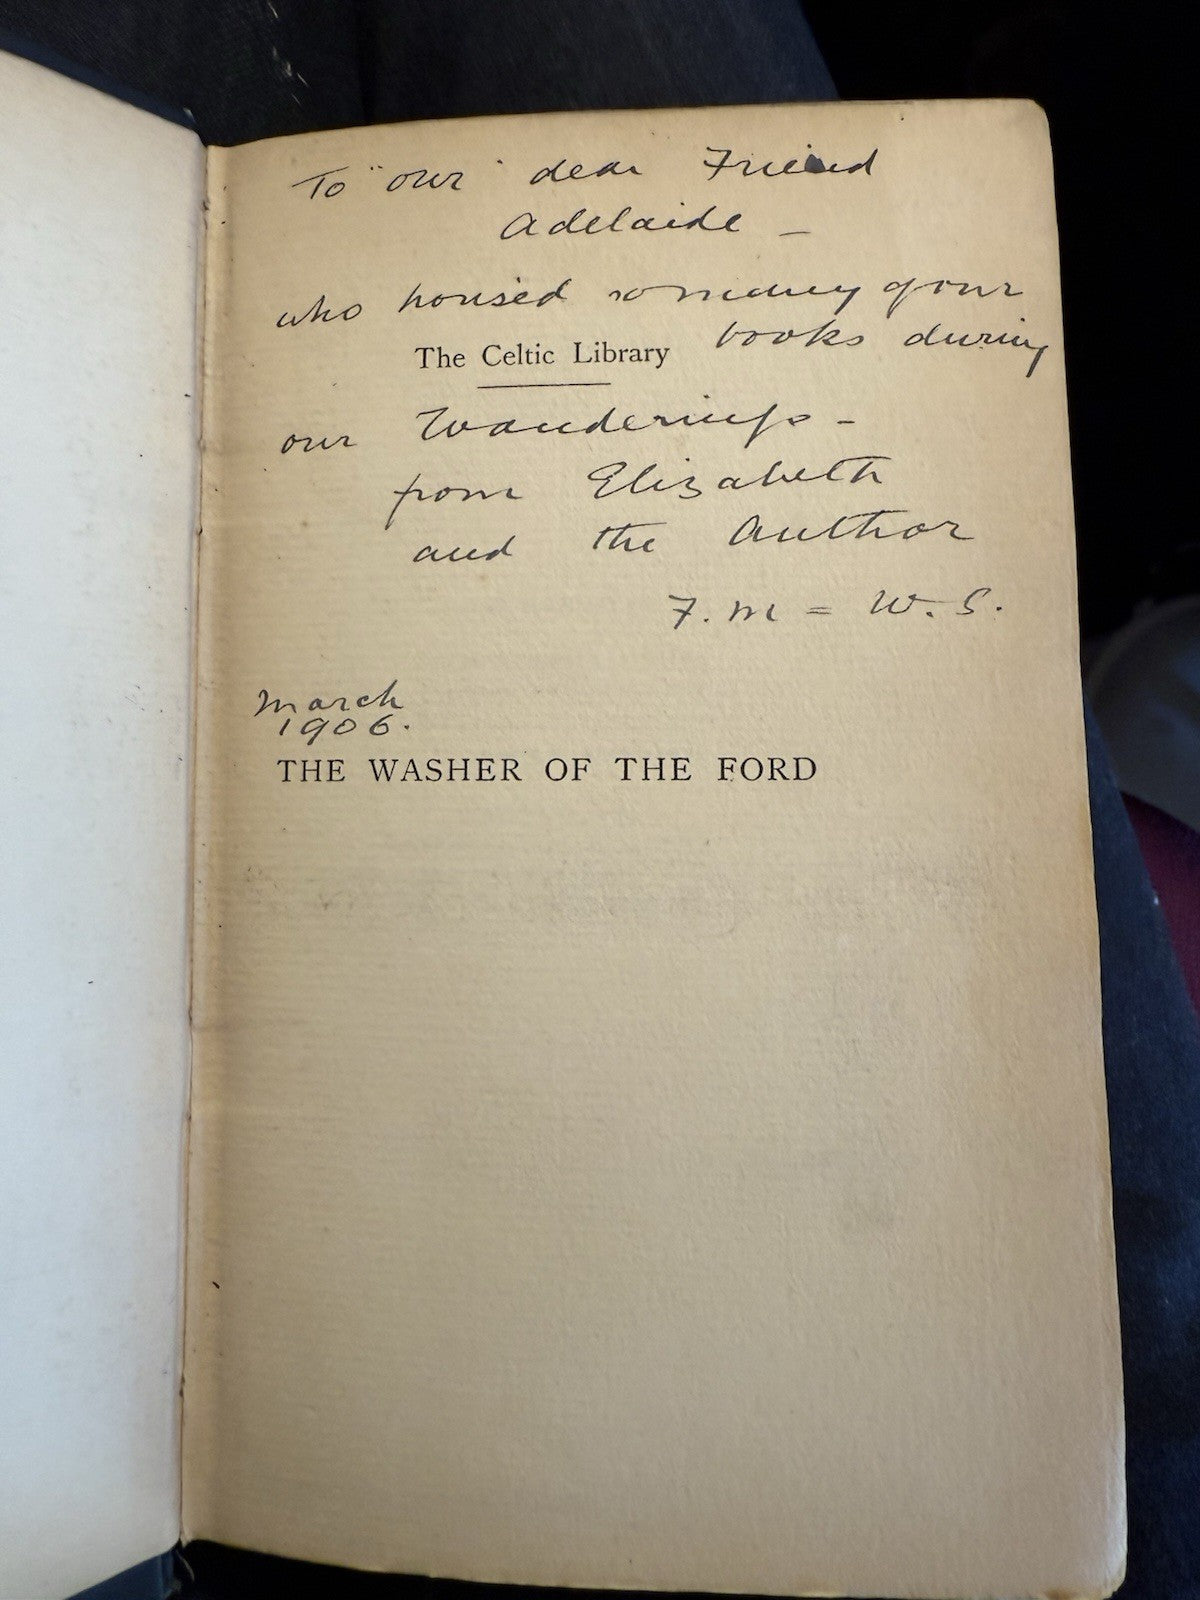 To "our" dear Friend
Adelaide —
who housed so many of our
books during
The Celtic Library
our Wanderings —
from Elizabeth
and the Author
F. M = W. S.
March
1906.
THE WASHER OF THE FORD